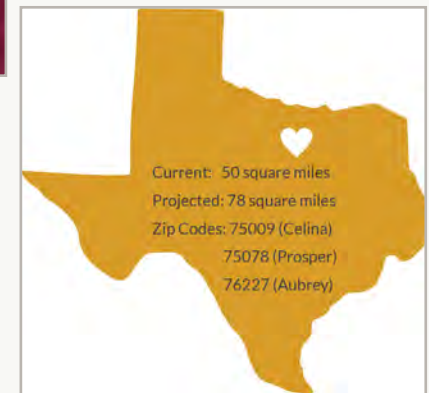 Current: 50 square miles
Projected: 78 square miles
Zip Codes: 75009 (Celina)
75078 (Prosper)
76227 (Aubrey)